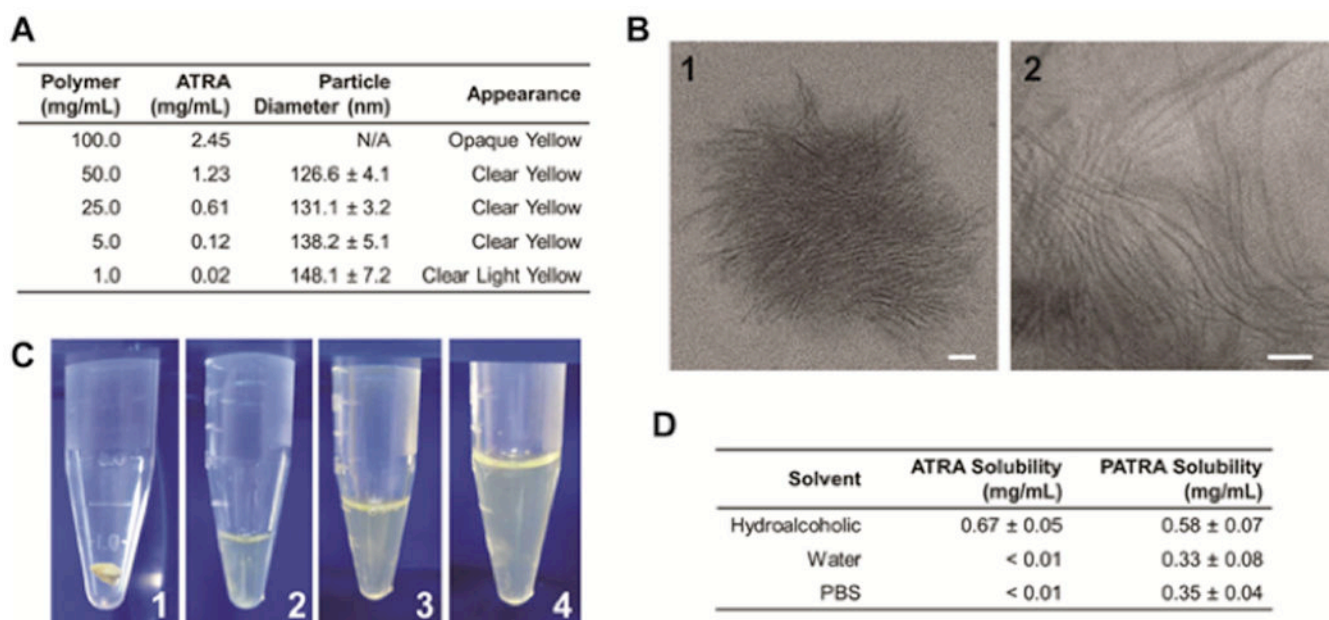 A
Polymer (mg/mL) ATRA (mg/mL) Particle Diameter (nm) Appearance
100.0 2.45 N/A Opaque Yellow
50.0 1.23 126.6 ± 4.1 Clear Yellow
25.0 0.61 131.1 ± 3.2 Clear Yellow
5.0 0.12 138.2 ± 5.1 Clear Yellow
1.0 0.02 148.1 ± 7.2 Clear Light Yellow
B
1
2
C
1
2
3
4
D
Solvent ATRA Solubility (mg/mL) PATRA Solubility (mg/mL)
Hydroalcoholic 0.67 ± 0.05 0.58 ± 0.07
Water < 0.01 0.33 ± 0.08
PBS < 0.01 0.35 ± 0.04